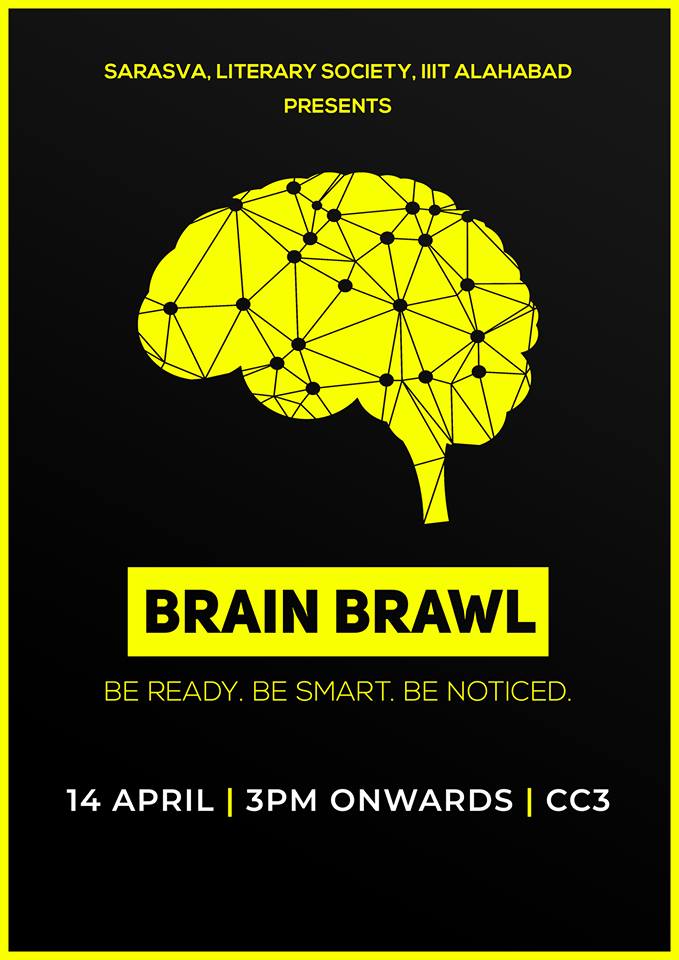 SARASVA, LITERARY SOCIETY, IIIT ALAHABAD
PRESENTS
BRAIN BRAWL
BE READY. BE SMART. BE NOTICED.
14 APRIL | 3PM ONWARDS | CC3